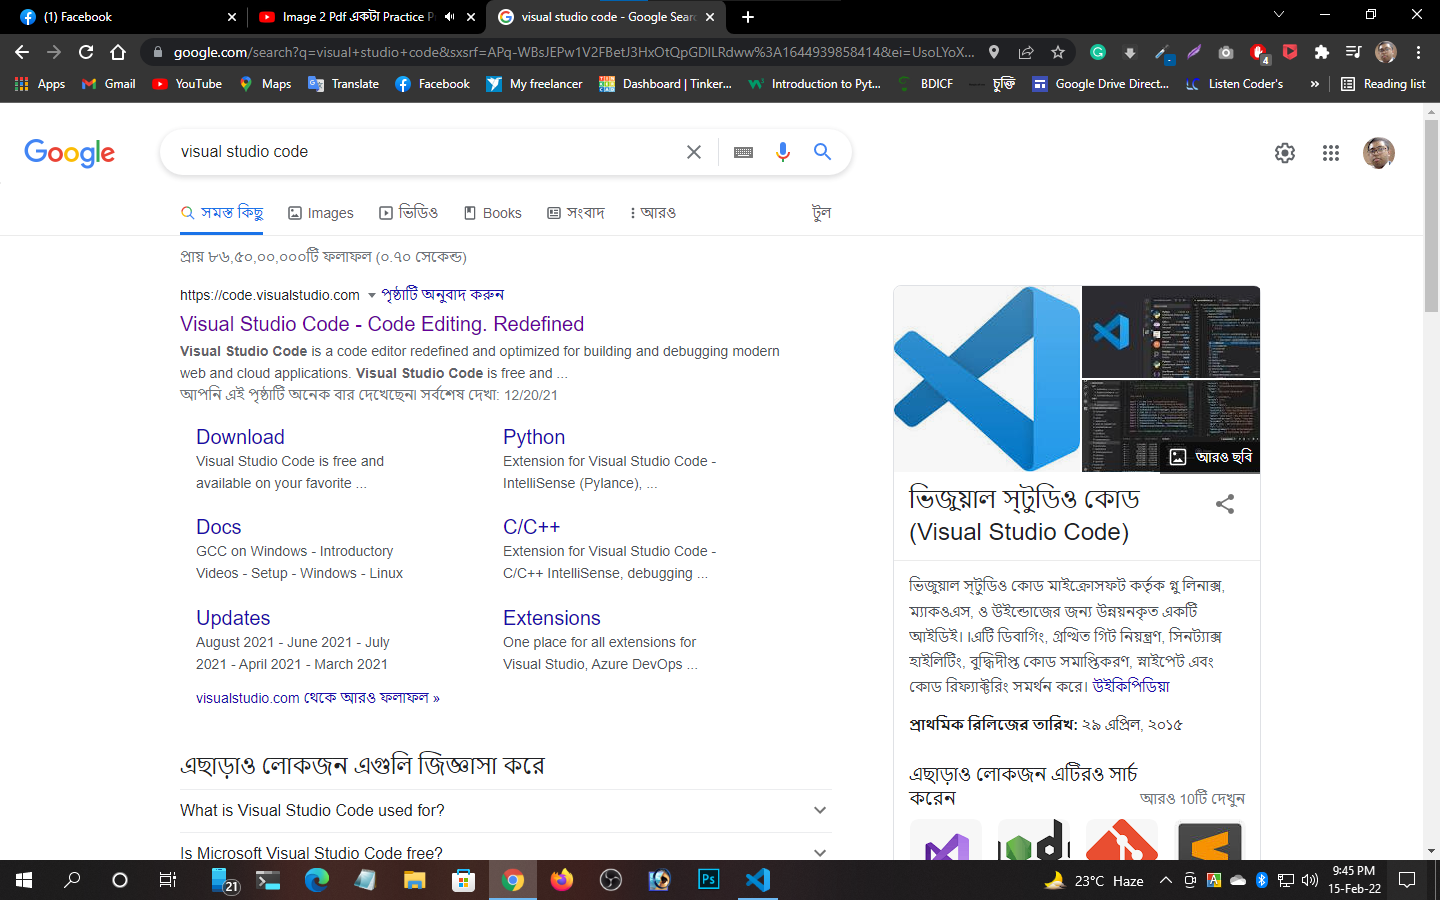 (1) Facebook
Image 2 Pdf একটা Practice P
visual studio code - Google Sear
google.com/search?q=visual+studio+code&sxsrf=APq-WBsJEPw1V2FBetJ3HxOtQpGDILRdww%3A1644939858414&ei=UsoLYoX...
4
Apps
Gmail
YouTube
Maps
Translate
Facebook
My freelancer
Dashboard | Tinker...
Introduction to Pyt...
BDICF
চুক্তি
Google Drive Direct...
Listen Coder's
»
Reading list
Google
visual studio code
সমস্ত কিছু
Images
ভিডিও
Books
সংবাদ
আরও
টুল
প্রায় ৮৬,৫০,০০,০০০টি ফলাফল (০.৭০ সেকেন্ড)
https://code.visualstudio.com
পৃষ্ঠাটি অনুবাদ করুন
Visual Studio Code - Code Editing. Redefined
Visual Studio Code is a code editor redefined and optimized for building and debugging modern
web and cloud applications. Visual Studio Code is free and ...
আপনি এই পৃষ্ঠাটি অনেক বার দেখেছেন। সর্বশেষ দেখা: 12/20/21
Download
Visual Studio Code is free and
available on your favorite ...
Python
Extension for Visual Studio Code -
IntelliSense (Pylance), ...
Docs
GCC on Windows - Introductory
Videos - Setup - Windows - Linux
C/C++
Extension for Visual Studio Code -
C/C++ IntelliSense, debugging ...
Updates
August 2021 - June 2021 - July
2021 - April 2021 - March 2021
Extensions
One place for all extensions for
Visual Studio, Azure DevOps ...
visualstudio.com থেকে আরও ফলাফল »
এছাড়াও লোকজন এগুলি জিজ্ঞাসা করে
What is Visual Studio Code used for?
Is Microsoft Visual Studio Code free?
আরও ছবি
ভিজুয়াল স্টুডিও কোড
(Visual Studio Code)
ভিজুয়াল স্টুডিও কোড মাইক্রোসফট কর্তৃক গ্নু লিনাক্স,
ম্যাকওএস, ও উইন্ডোজের জন্য উন্নয়নকৃত একটি
আইডিই। ।এটি ডিবাগিং, গ্রথিত গিট নিয়ন্ত্রণ, সিনট্যাক্স
হাইলিটিং, বুদ্ধিদীপ্ত কোড সমাপ্তিকরণ, স্নাইপেট এবং
কোড রিফ্যাক্টরিং সমর্থন করে। উইকিপিডিয়া
প্রাথমিক রিলিজের তারিখ: ২৯ এপ্রিল, ২০১৫
এছাড়াও লোকজন এটিরও সার্চ
করেন
আরও 10টি দেখুন
21
Ps
23°C Haze
A
9:45 PM
15-Feb-22